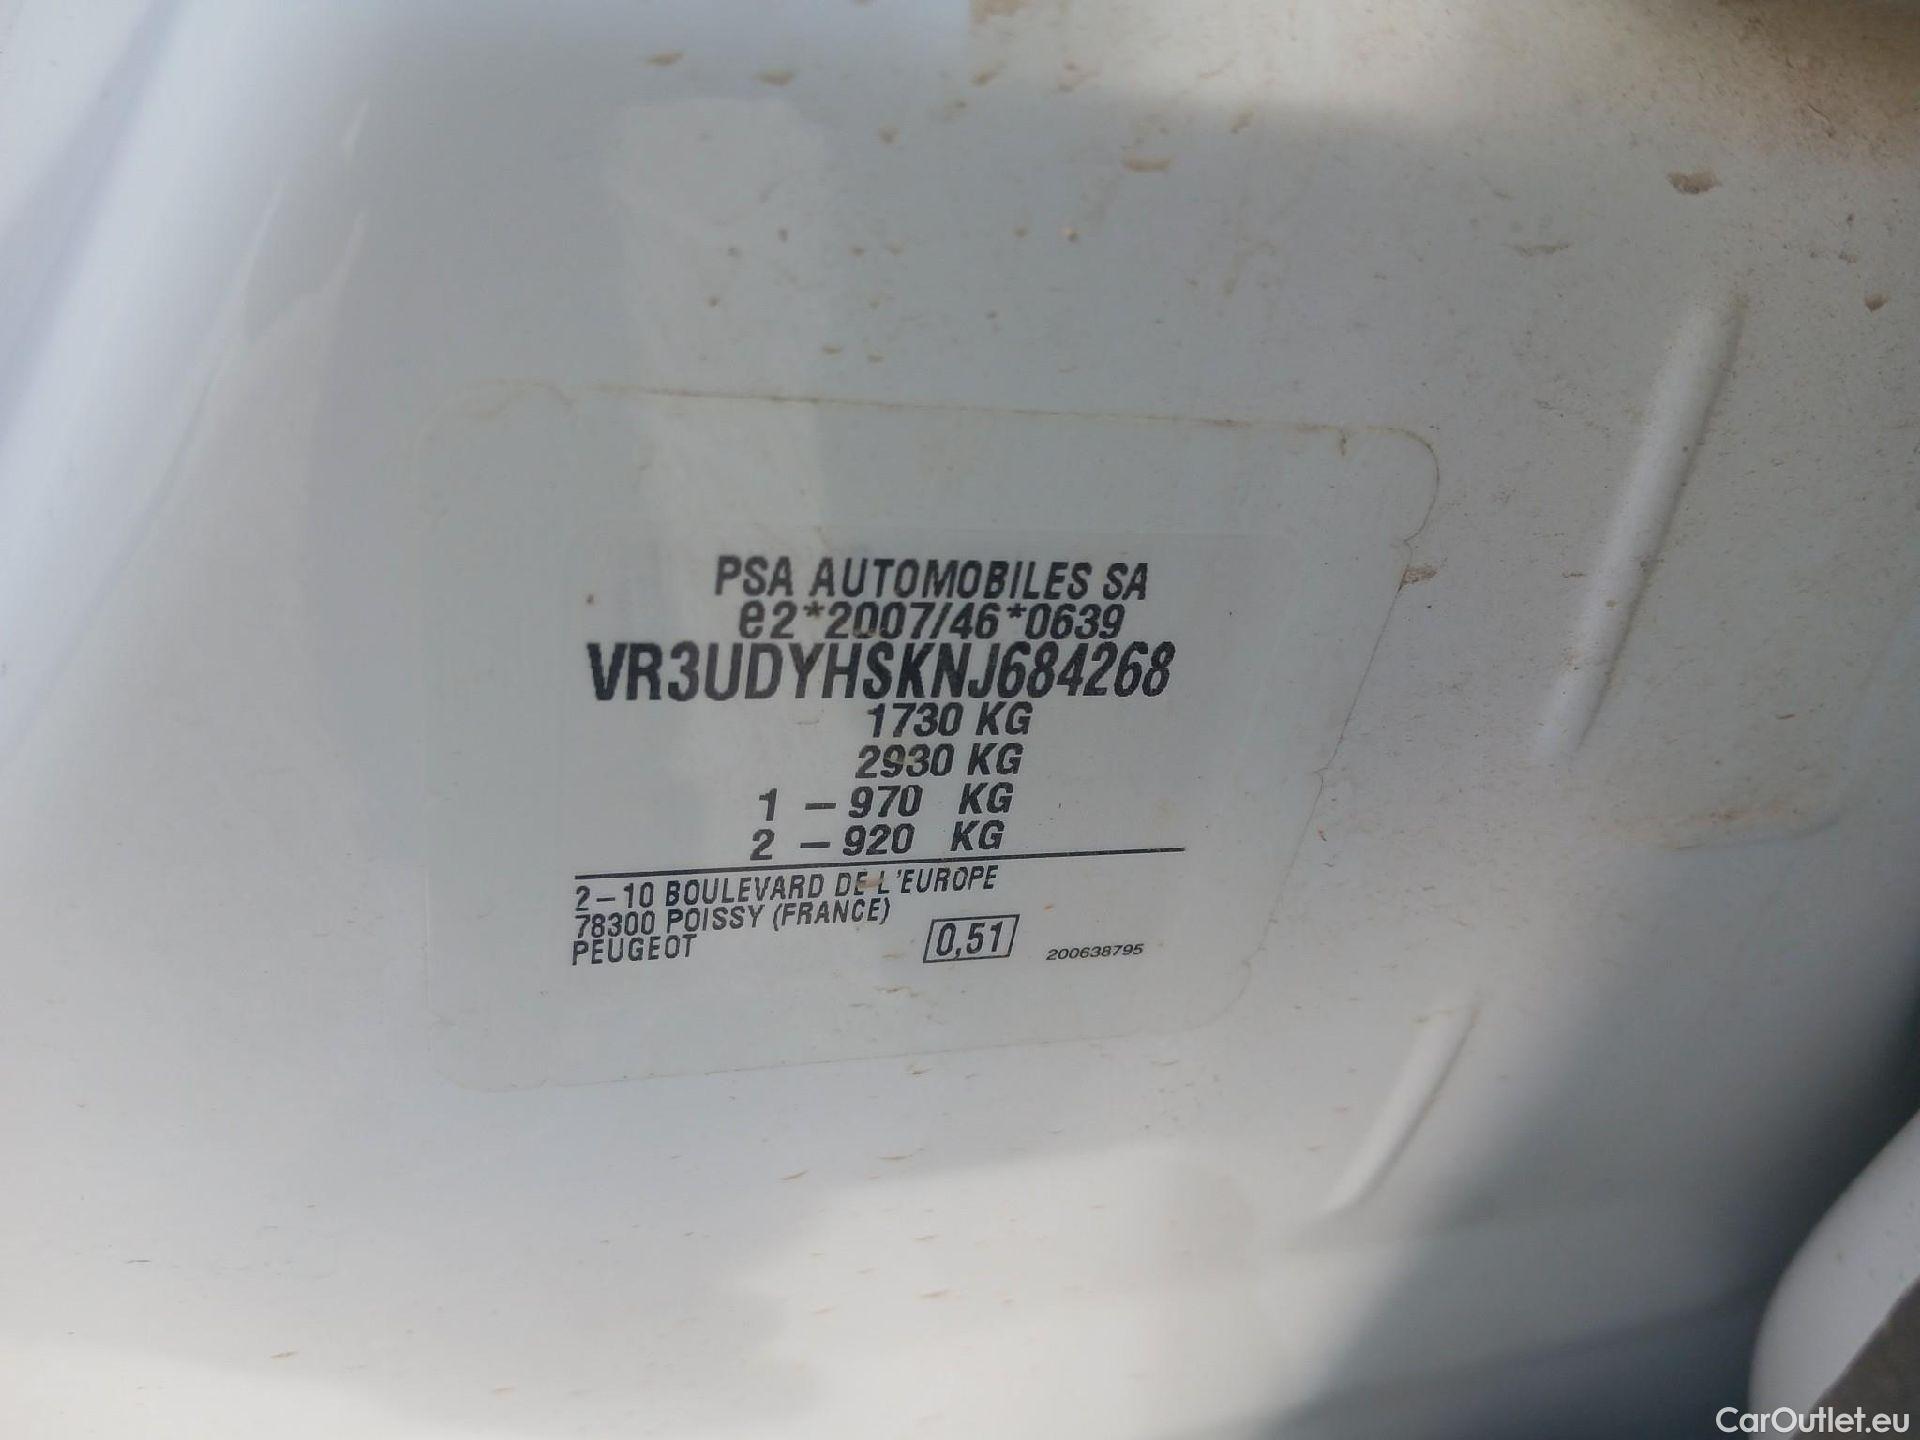 PSA AUTOMOBILES SA
e2*2007/46*0639
VR3UDYHSKNJ684268
1730 KG
2930 KG
1 – 970 KG
2 – 920 KG
2–10 BOULEVARD DE L'EUROPE
78300 POISSY (FRANCE)
PEUGEOT
0,51
200638795
CarOutlet.eu